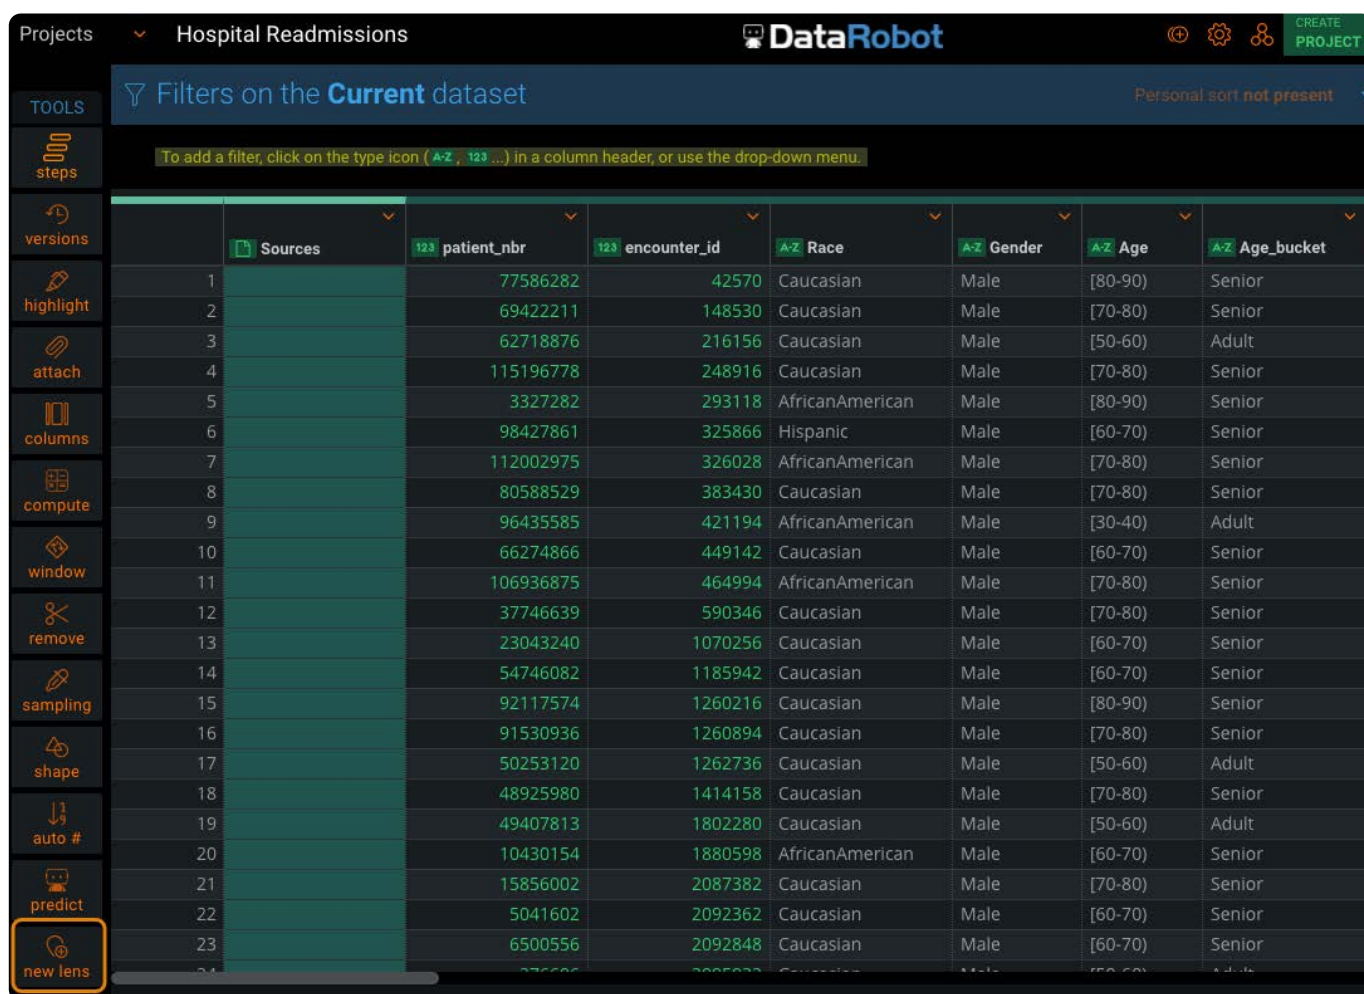 Projects Hospital Readmissions DataRobot CREATE PROJECT
TOOLS Filters on the Current dataset Personal sort not present
To add a filter, click on the type icon ( A-Z , 123 ...) in a column header, or use the drop-down menu.
steps
versions
highlight
attach
columns
compute
window
remove
sampling
shape
auto #
predict
new lens
Sources 123 patient_nbr 123 encounter_id A-Z Race A-Z Gender A-Z Age A-Z Age_bucket
1 77586282 42570 Caucasian Male [80-90) Senior
2 69422211 148530 Caucasian Male [70-80) Senior
3 62718876 216156 Caucasian Male [50-60) Adult
4 115196778 248916 Caucasian Male [70-80) Senior
5 3327282 293118 AfricanAmerican Male [80-90) Senior
6 98427861 325866 Hispanic Male [60-70) Senior
7 112002975 326028 AfricanAmerican Male [70-80) Senior
8 80588529 383430 Caucasian Male [70-80) Senior
9 96435585 421194 AfricanAmerican Male [30-40) Adult
10 66274866 449142 Caucasian Male [60-70) Senior
11 106936875 464994 AfricanAmerican Male [70-80) Senior
12 37746639 590346 Caucasian Male [70-80) Senior
13 23043240 1070256 Caucasian Male [60-70) Senior
14 54746082 1185942 Caucasian Male [60-70) Senior
15 92117574 1260216 Caucasian Male [80-90) Senior
16 91530936 1260894 Caucasian Male [70-80) Senior
17 50253120 1262736 Caucasian Male [50-60) Adult
18 48925980 1414158 Caucasian Male [70-80) Senior
19 49407813 1802280 Caucasian Male [50-60) Adult
20 10430154 1880598 AfricanAmerican Male [60-70) Senior
21 15856002 2087382 Caucasian Male [70-80) Senior
22 5041602 2092362 Caucasian Male [60-70) Senior
23 6500556 2092848 Caucasian Male [60-70) Senior